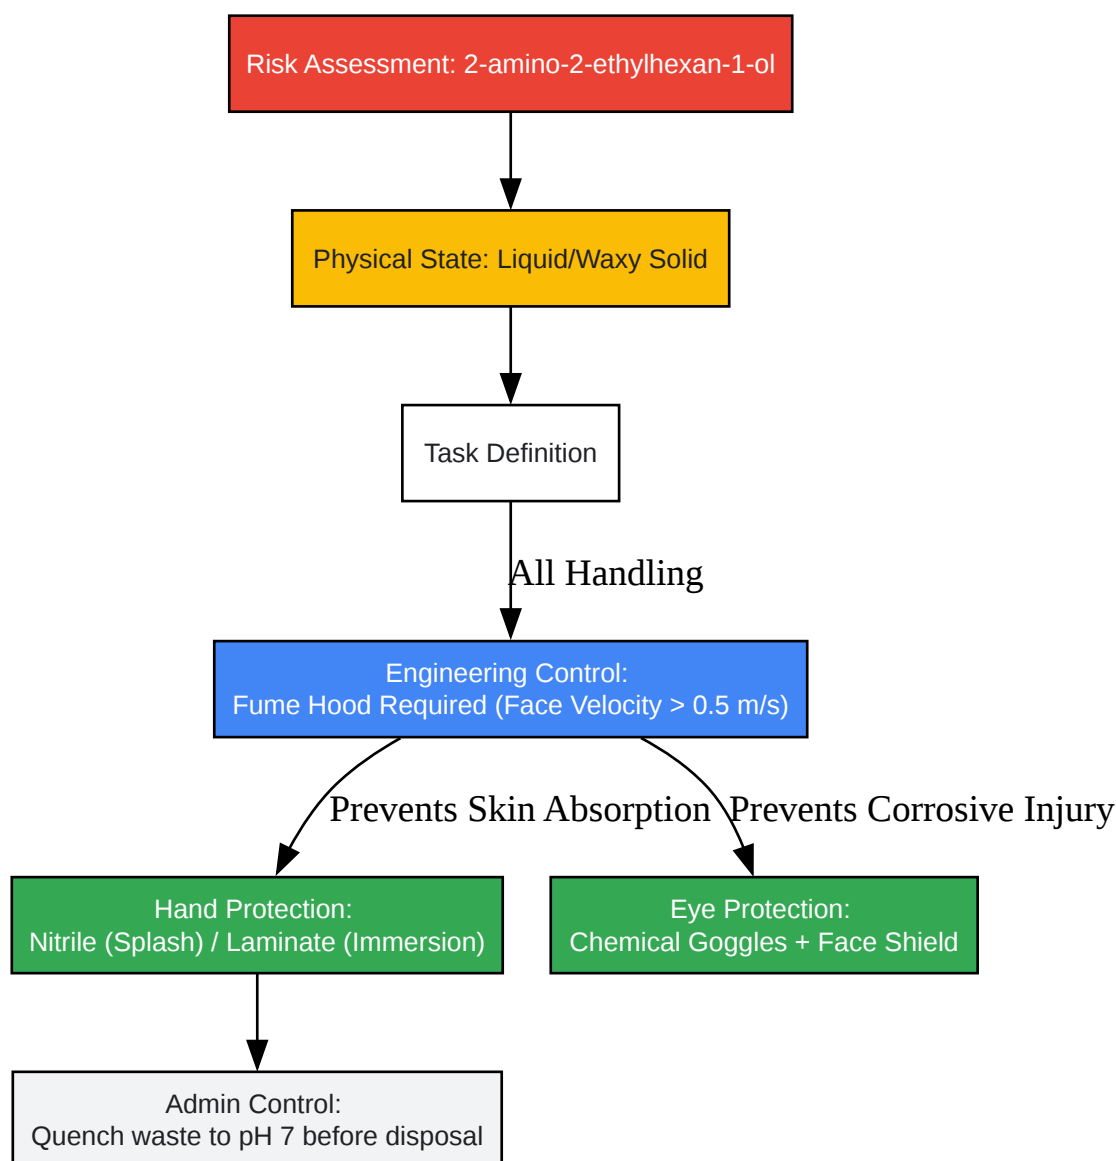 Risk Assessment: 2-amino-2-ethylhexan-1-ol
Physical State: Liquid/Waxy Solid
Task Definition
All Handling
Engineering Control:
Fume Hood Required (Face Velocity > 0.5 m/s)
Prevents Skin Absorption
Prevents Corrosive Injury
Hand Protection:
Nitrile (Splash) / Laminate (Immersion)
Eye Protection:
Chemical Goggles + Face Shield
Admin Control:
Quench waste to pH 7 before disposal